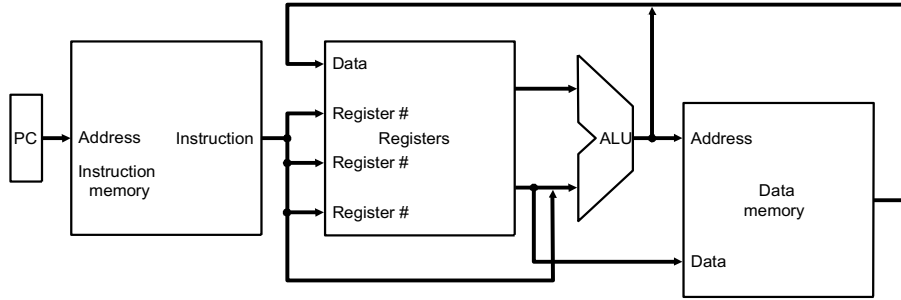 PC
Address
Instruction
Instruction
memory
Data
Register #
Registers
Register #
Register #
ALU
Address
Data
memory
Data